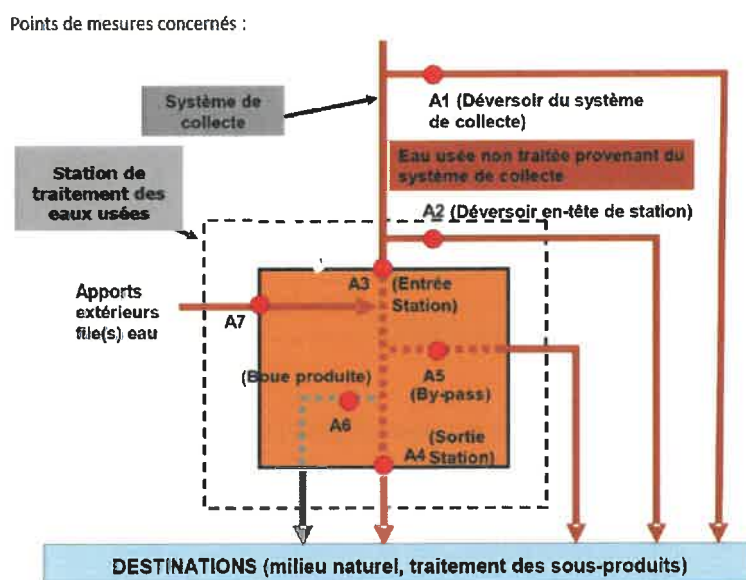 Points de mesures concernés :
Système de
collecte
A1 (Déversoir du système
de collecte)
Eau usée non traitée provenant du
système de collecte
Station de
traitement des
eaux usées
A2 (Déversoir en-tête de station)
A3
(Entrée
Station)
Apports
extérieurs
file(s) eau
A7
(Boue produite)
A5
(By-pass)
A6
(Sortie
A4 Station)
DESTINATIONS (milieu naturel, traitement des sous-produits)